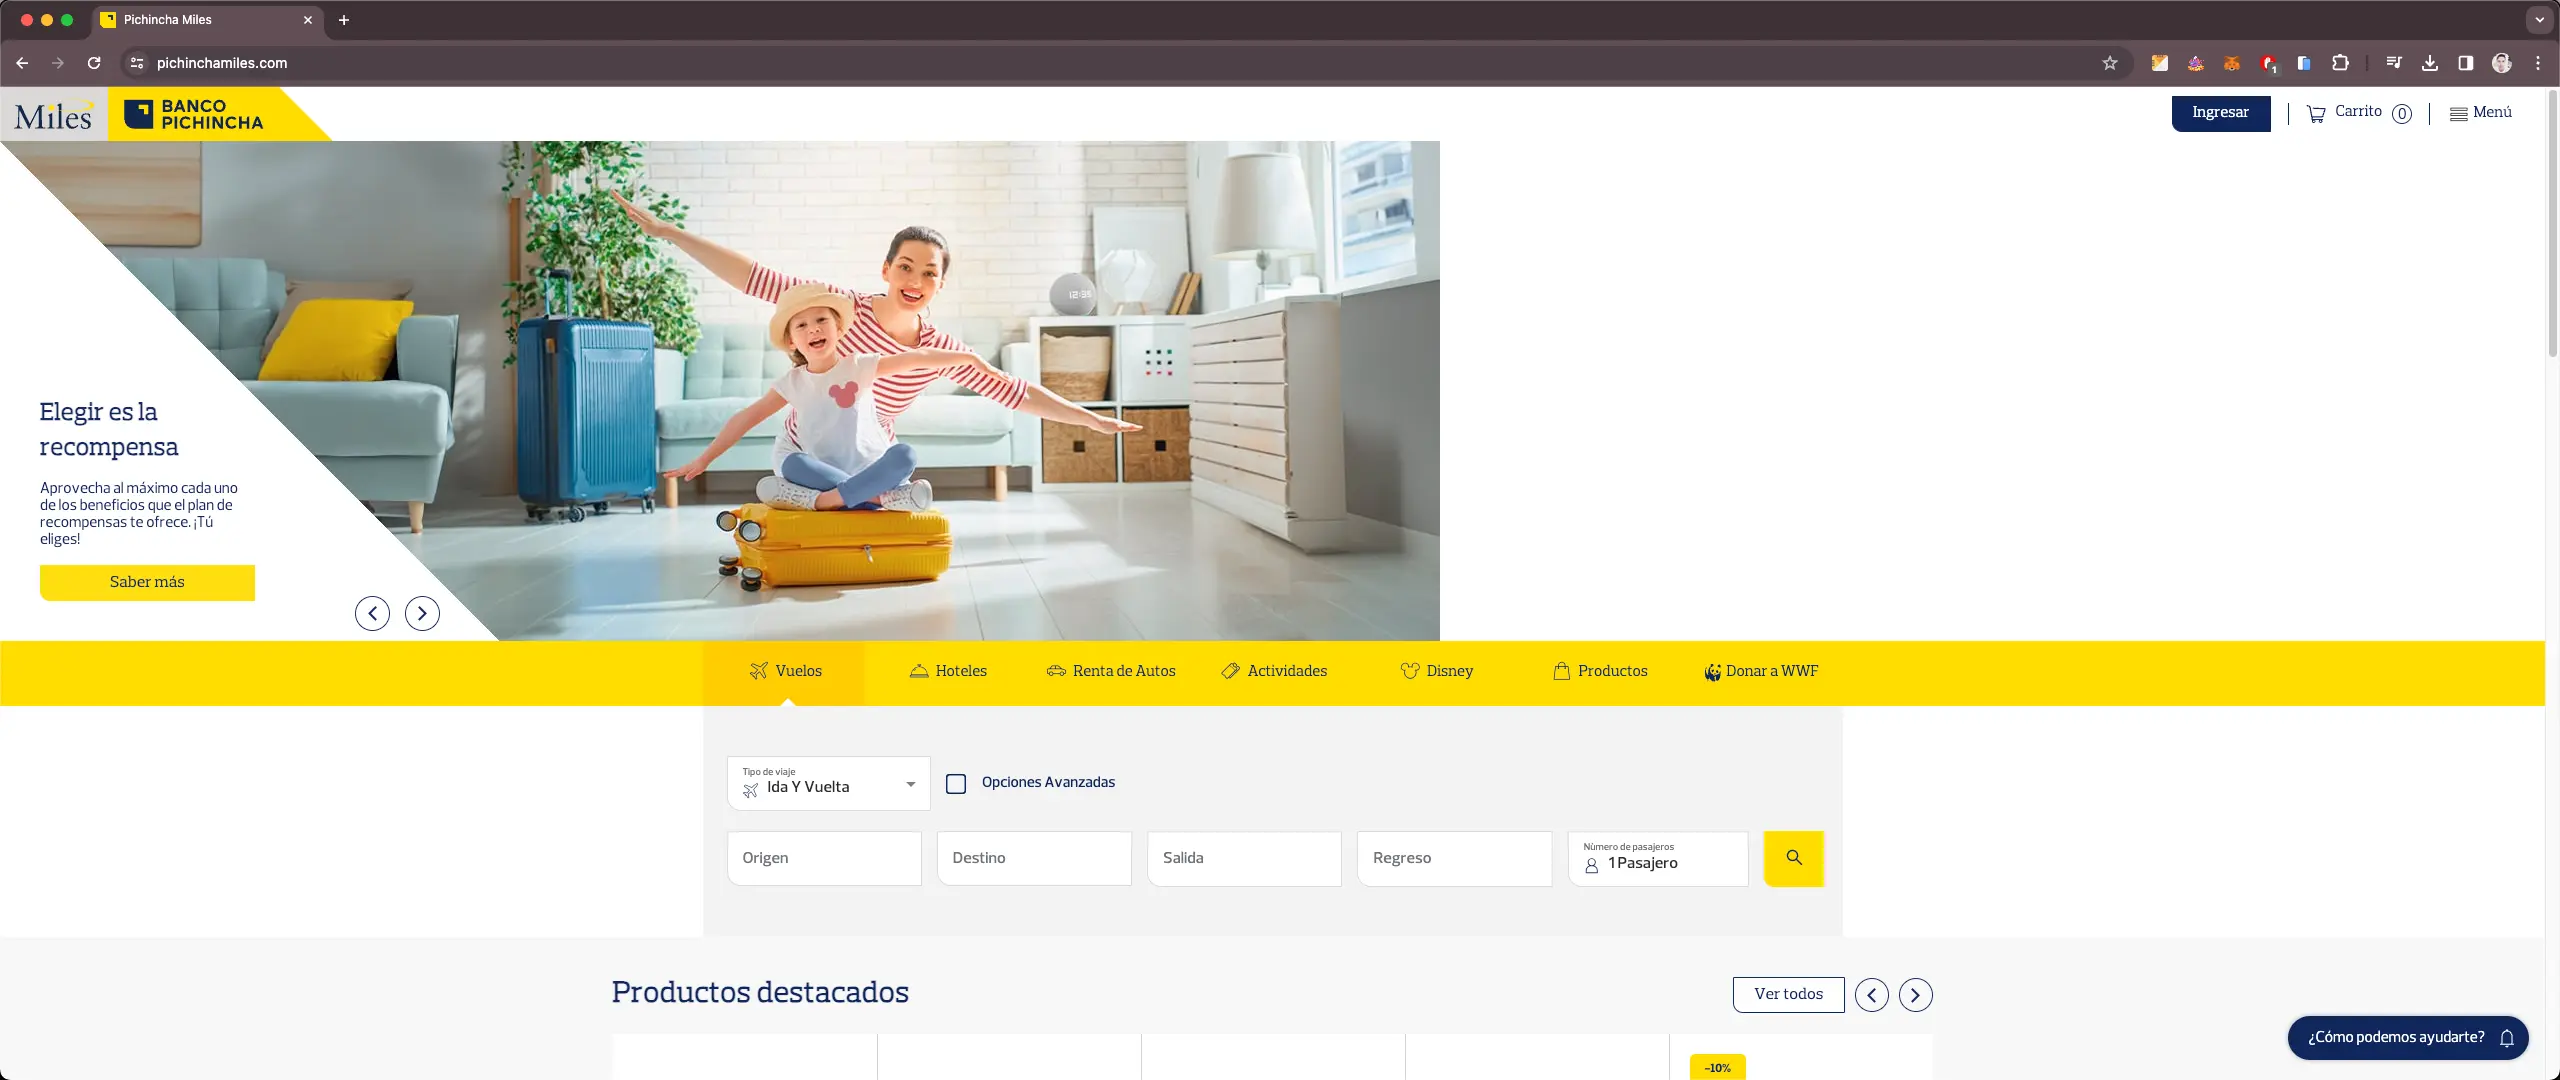 Pichincha Miles
pichinchamiles.com
1
Miles
BANCO
PICHINCHA
Ingresar
Carrito 0
Menú
12:35
Elegir es la
recompensa
Aprovecha al máximo cada uno
de los beneficios que el plan de
recompensas te ofrece. ¡Tú
eliges!
Saber más
Vuelos
Hoteles
Renta de Autos
Actividades
Disney
Productos
Donar a WWF
Tipo de viaje
Ida Y Vuelta
Opciones Avanzadas
Origen
Destino
Salida
Regreso
Número de pasajeros
1 Pasajero
Productos destacados
Ver todos
-10%
¿Cómo podemos ayudarte?